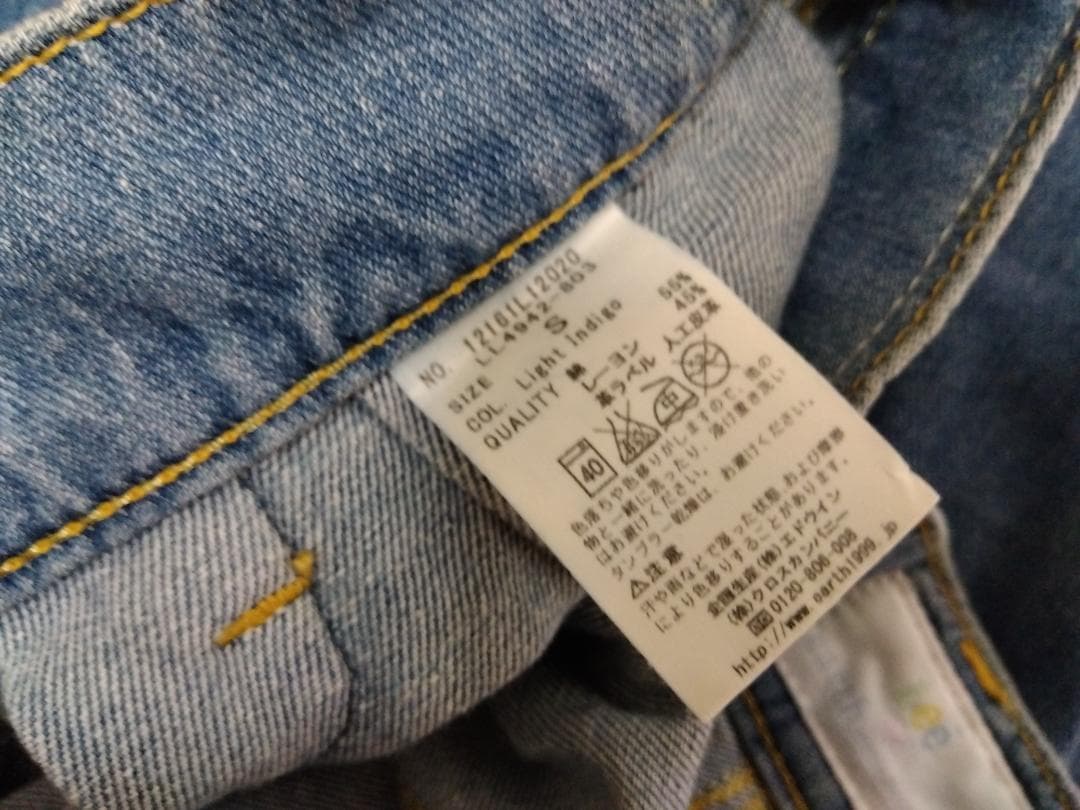 NO. 1216IL12020
LL4942-603
SIZE S
COL. Light Indigo
QUALITY 綿 55%
レーヨン 45%
革ラベル 人工皮革
40
色落ちや色移りがしますので、他の
物と一緒に洗ったり、漬け置き洗い
はお避けください。
タンブラー乾燥は、お避けください。
⚠注意
汗や雨などで湿った状態、および摩擦
により色移りすることがあります。
企画生産(株)エドウイン
(株)クロスカンパニー
0120-806-008
http://www.earth1999.jp